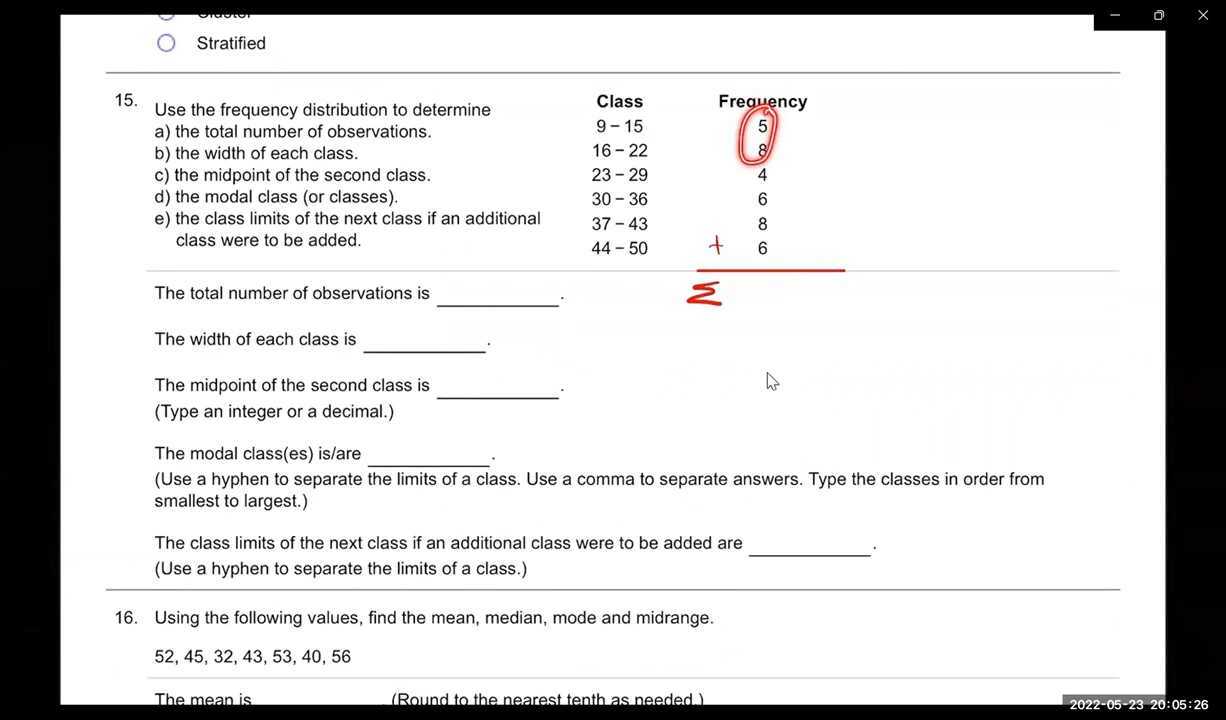 Cluster
Stratified
15. Use the frequency distribution to determine
a) the total number of observations.
b) the width of each class.
c) the midpoint of the second class.
d) the modal class (or classes).
e) the class limits of the next class if an additional
class were to be added.
Class Frequency
9 – 15 5
16 – 22 8
23 – 29 4
30 – 36 6
37 – 43 8
44 – 50 + 6
The total number of observations is ____. Σ
The width of each class is ____.
The midpoint of the second class is ____.
(Type an integer or a decimal.)
The modal class(es) is/are ____.
(Use a hyphen to separate the limits of a class. Use a comma to separate answers. Type the classes in order from
smallest to largest.)
The class limits of the next class if an additional class were to be added are ____.
(Use a hyphen to separate the limits of a class.)
16. Using the following values, find the mean, median, mode and midrange.
52, 45, 32, 43, 53, 40, 56
The mean is ____. (Round to the nearest tenth as needed.)
2022-05-23 20:05:26